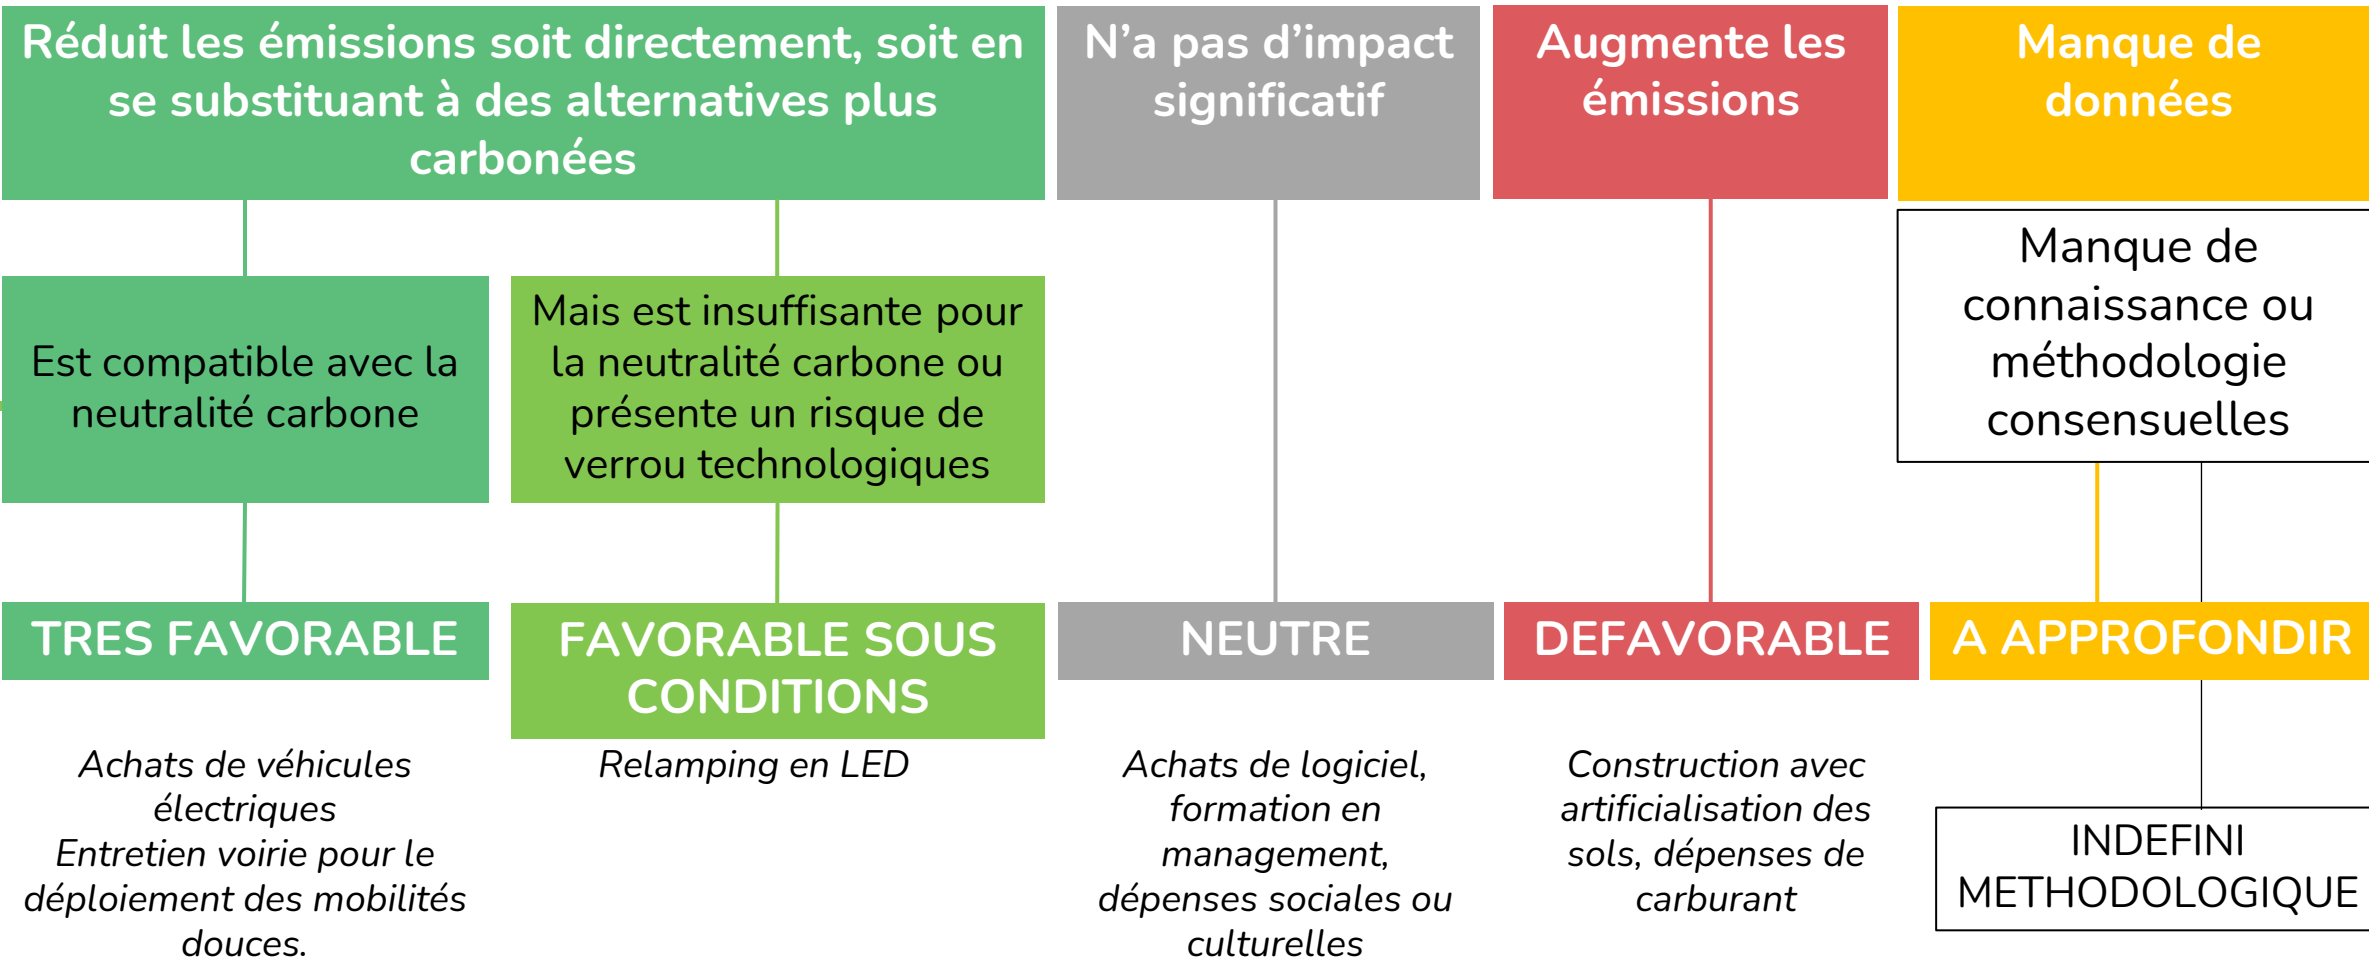 Réduit les émissions soit directement, soit en
se substituant à des alternatives plus
carbonées
N’a pas d’impact
significatif
Augmente les
émissions
Manque de
données
Est compatible avec la
neutralité carbone
Mais est insuffisante pour
la neutralité carbone ou
présente un risque de
verrou technologiques
Manque de
connaissance ou
méthodologie
consensuelles
TRES FAVORABLE
FAVORABLE SOUS
CONDITIONS
NEUTRE
DEFAVORABLE
A APPROFONDIR
Achats de véhicules
électriques
Entretien voirie pour le
déploiement des mobilités
douces.
Relamping en LED
Achats de logiciel,
formation en
management,
dépenses sociales ou
culturelles
Construction avec
artificialisation des
sols, dépenses de
carburant
INDEFINI
METHODOLOGIQUE